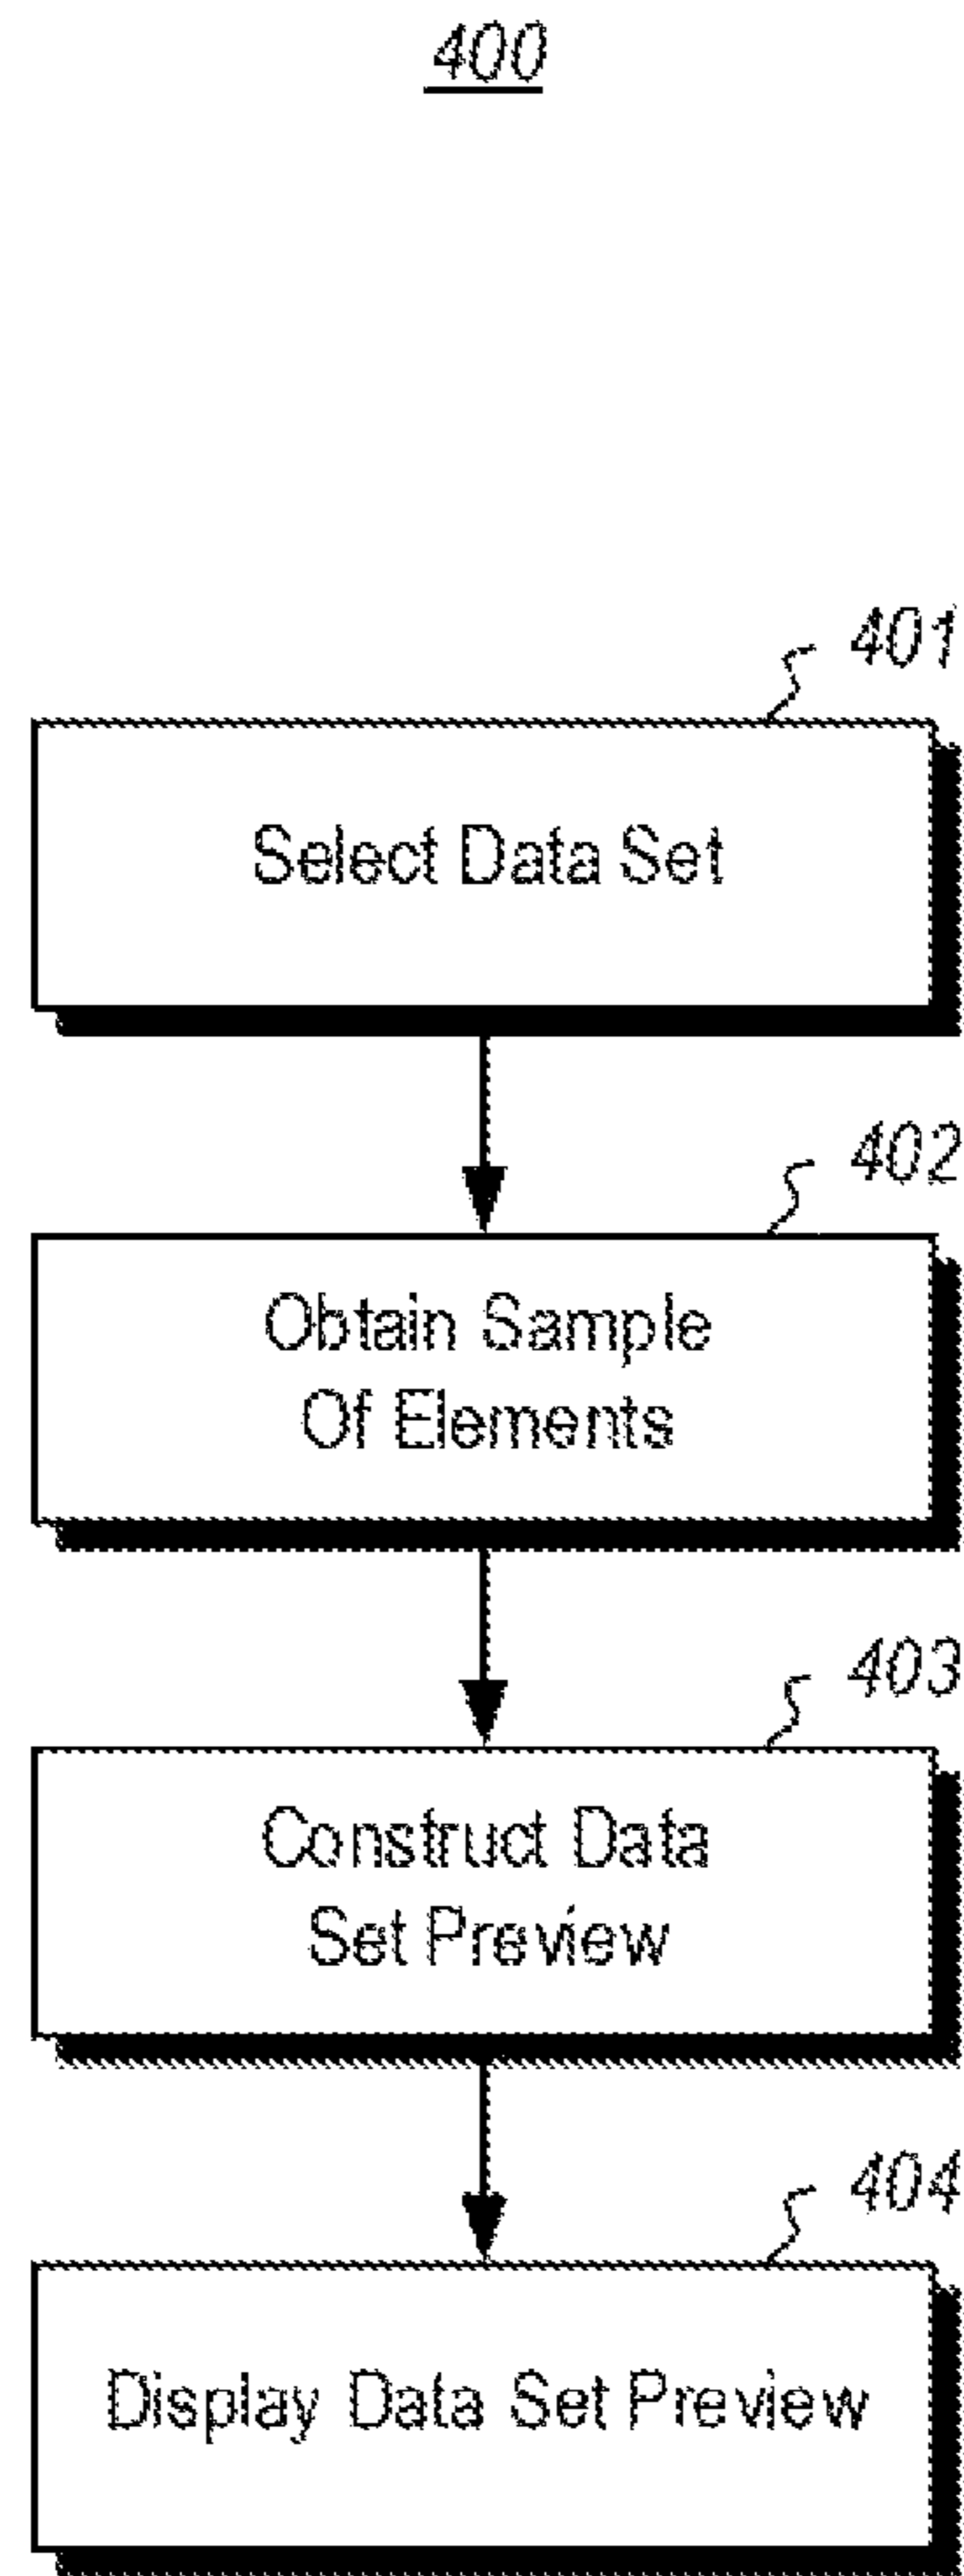 400
401
Select Data Set
402
Obtain Sample
Of Elements
403
Construct Data
Set Preview
404
Display Data Set Preview